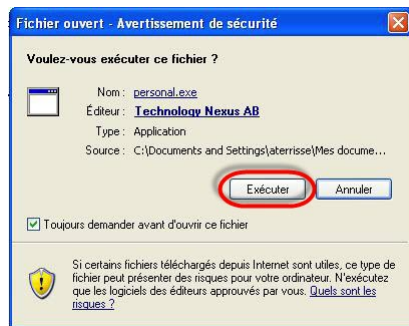 Fichier ouvert - Avertissement de sécurité
Voulez-vous exécuter ce fichier ?
Nom : personal.exe
Éditeur : Technology Nexus AB
Type : Application
Source : C:\Documents and Settings\aterrisse\Mes docume...
Exécuter Annuler
Toujours demander avant d'ouvrir ce fichier
Si certains fichiers téléchargés depuis Internet sont utiles, ce type de
fichier peut présenter des risques pour votre ordinateur. N'exécutez
que les logiciels des éditeurs approuvés par vous. Quels sont les
risques ?